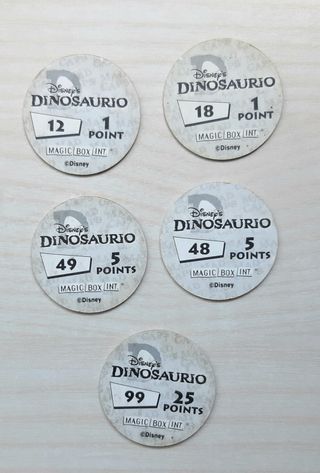 Disney's
DINOSAURIO
12 1
POINT
MAGIC BOX INT.
©Disney
Disney's
DINOSAURIO
18 1
POINT
MAGIC BOX INT.
©Disney
Disney's
DINOSAURIO
49 5
POINTS
MAGIC BOX INT.
©Disney
Disney's
DINOSAURIO
48 5
POINTS
MAGIC BOX INT.
©Disney
Disney's
DINOSAURIO
99 25
POINTS
MAGIC BOX INT.
©Disney